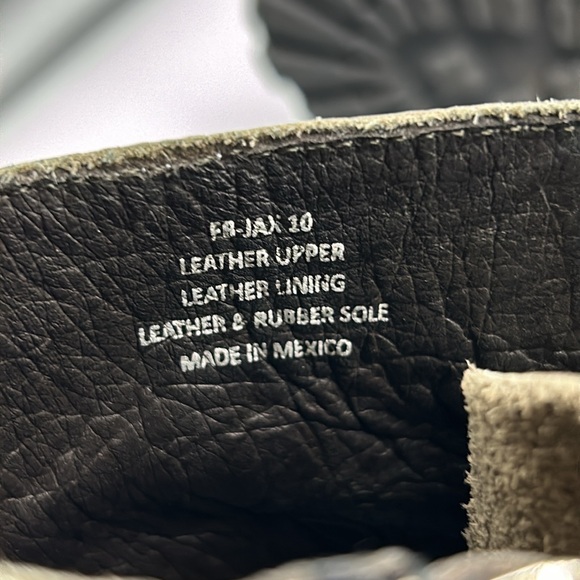 FR-JAX 10
LEATHER UPPER
LEATHER LINING
LEATHER & RUBBER SOLE
MADE IN MEXICO